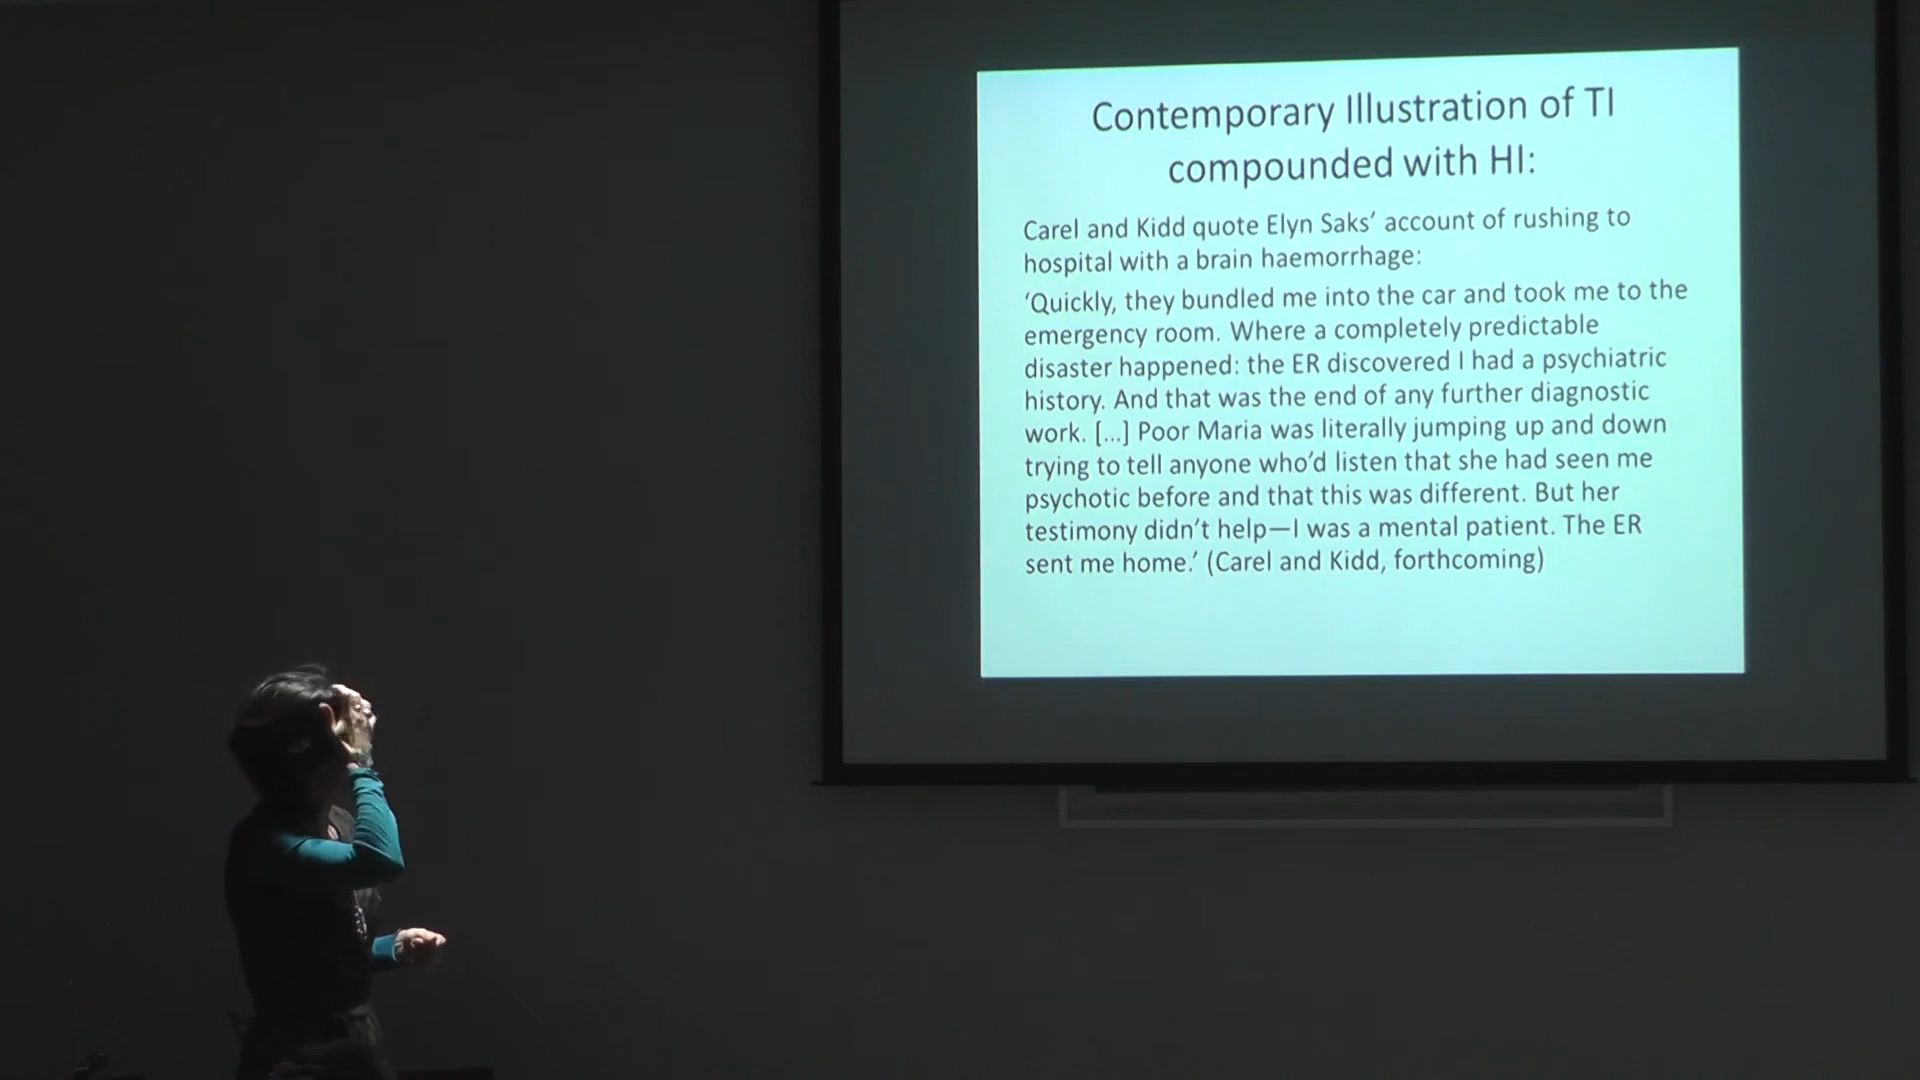 Contemporary Illustration of TI
compounded with HI:
Carel and Kidd quote Elyn Saks’ account of rushing to
hospital with a brain haemorrhage:
‘Quickly, they bundled me into the car and took me to the
emergency room. Where a completely predictable
disaster happened: the ER discovered I had a psychiatric
history. And that was the end of any further diagnostic
work. [...] Poor Maria was literally jumping up and down
trying to tell anyone who’d listen that she had seen me
psychotic before and that this was different. But her
testimony didn’t help—I was a mental patient. The ER
sent me home.’ (Carel and Kidd, forthcoming)